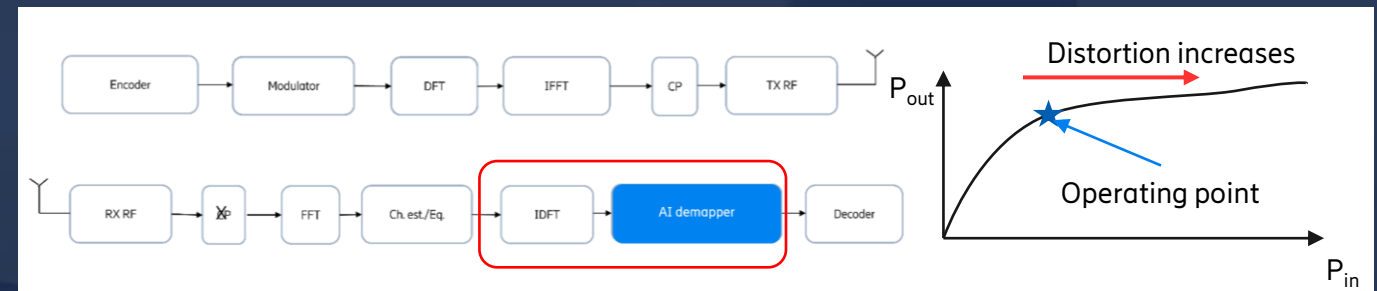 Encoder
Modulator
DFT
IFFT
CP
TX RF
RX RF
CP
FFT
Ch. est./Eq.
IDFT
AI demapper
Decoder
Distortion increases
Pout
Operating point
Pin